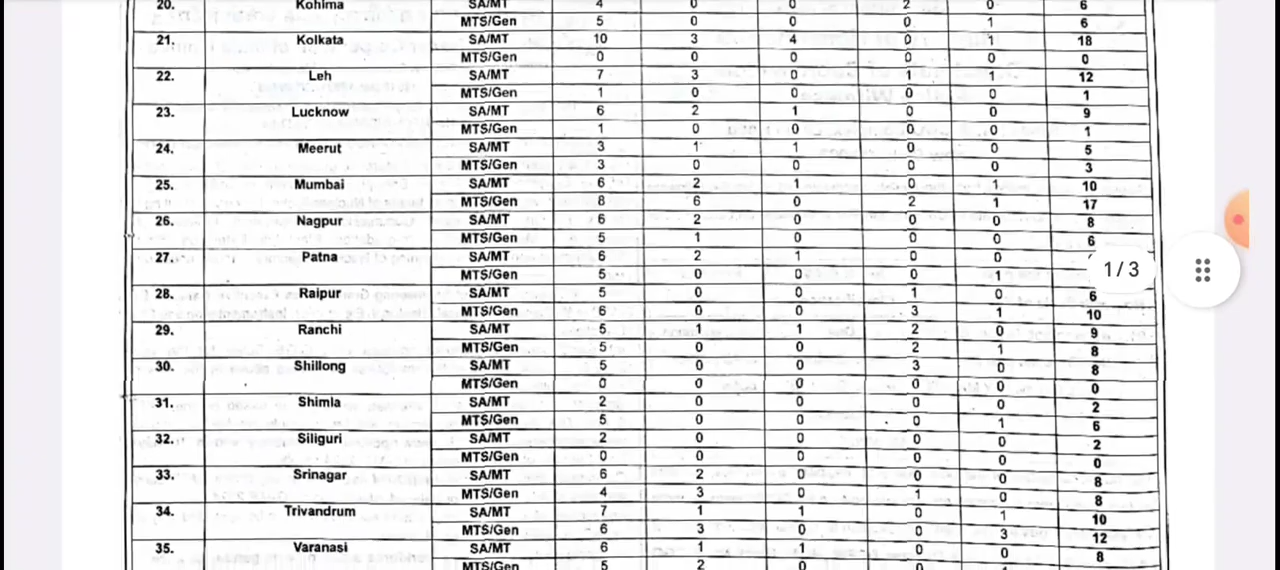 20. Kohima SA/MT 4 0 0 2 0 6
MTS/Gen 5 0 0 0 1 6
21. Kolkata SA/MT 10 3 4 0 1 18
MTS/Gen 0 0 0 0 0 0
22. Leh SA/MT 7 3 0 1 1 12
MTS/Gen 1 0 0 0 0 1
23. Lucknow SA/MT 6 2 1 0 0 9
MTS/Gen 1 0 0 0 0 1
24. Meerut SA/MT 3 1 1 0 0 5
MTS/Gen 3 0 0 0 0 3
25. Mumbai SA/MT 6 2 1 0 1 10
MTS/Gen 8 6 0 2 1 17
26. Nagpur SA/MT 6 2 0 0 0 8
MTS/Gen 5 1 0 0 0 6
27. Patna SA/MT 6 2 1 0 0
MTS/Gen 5 0 0 0 1
28. Raipur SA/MT 5 0 0 1 0 6
MTS/Gen 6 0 0 3 1 10
29. Ranchi SA/MT 5 1 1 2 0 9
MTS/Gen 5 0 0 2 1 8
30. Shillong SA/MT 5 0 0 3 0 8
MTS/Gen 0 0 0 0 0 0
31. Shimla SA/MT 2 0 0 0 0 2
MTS/Gen 5 0 0 0 1 6
32. Siliguri SA/MT 2 0 0 0 0 2
MTS/Gen 0 0 0 0 0 0
33. Srinagar SA/MT 6 2 0 0 0 8
MTS/Gen 4 3 0 1 0 8
34. Trivandrum SA/MT 1 1 0 1 10
MTS/Gen 6 3 0 0 3 12
35. Varanasi SA/MT 6 1 1 0 0 8
MTS/Gen 5 2 0 0
1/3